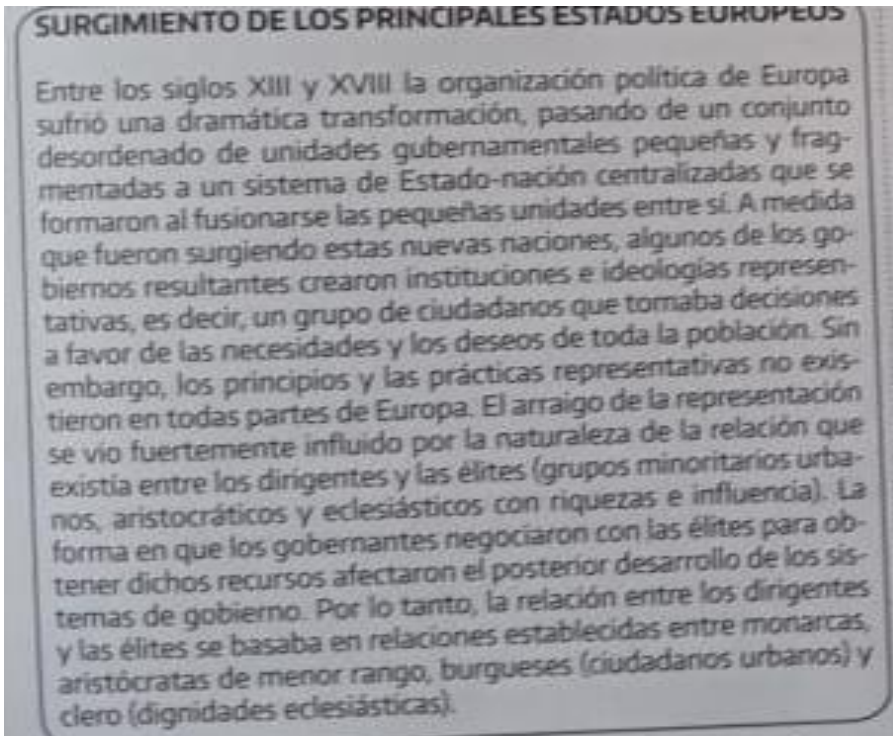 SURGIMIENTO DE LOS PRINCIPALES ESTADOS EUROPEOS
Entre los siglos XIII y XVIII la organización política de Europa
sufrió una dramática transformación, pasando de un conjunto
desordenado de unidades gubernamentales pequeñas y frag-
mentadas a un sistema de Estado-nación centralizadas que se
formaron al fusionarse las pequeñas unidades entre sí. A medida
que fueron surgiendo estas nuevas naciones, algunos de los go-
biernos resultantes crearon instituciones e ideologías represen-
tativas, es decir, un grupo de ciudadanos que tomaba decisiones
a favor de las necesidades y los deseos de toda la población. Sin
embargo, los principios y las prácticas representativas no exis-
tieron en todas partes de Europa. El arraigo de la representación
se vio fuertemente influido por la naturaleza de la relación que
existía entre los dirigentes y las élites (grupos minoritarios urba-
nos, aristocráticos y eclesiásticos con riquezas e influencia). La
forma en que los gobernantes negociaron con las élites para ob-
tener dichos recursos afectaron el posterior desarrollo de los sis-
temas de gobierno. Por lo tanto, la relación entre los dirigentes
y las élites se basaba en relaciones establecidas entre monarcas,
aristócratas de menor rango, burgueses (ciudadanos urbanos) y
clero (dignidades eclesiásticas).